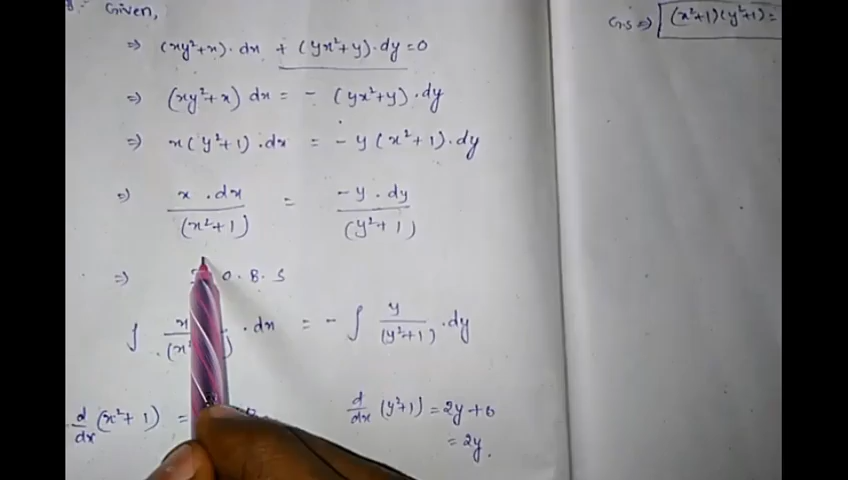 Given,
⇒ (xy²+x)·dx + (yx²+y)·dy=0
⇒ (xy²+x) dx = - (yx²+y)·dy
⇒ x(y²+1)·dx = -y(x²+1)·dy
⇒ x·dx/(x²+1) = -y·dy/(y²+1)
⇒ O.B.S
∫ ·dx = -∫ y/(y²+1)·dy
d/dx (x²+1) =
d/dx (y²+1) = 2y+0
= 2y.
GS ⇒ (x²+1)(y²+1)=